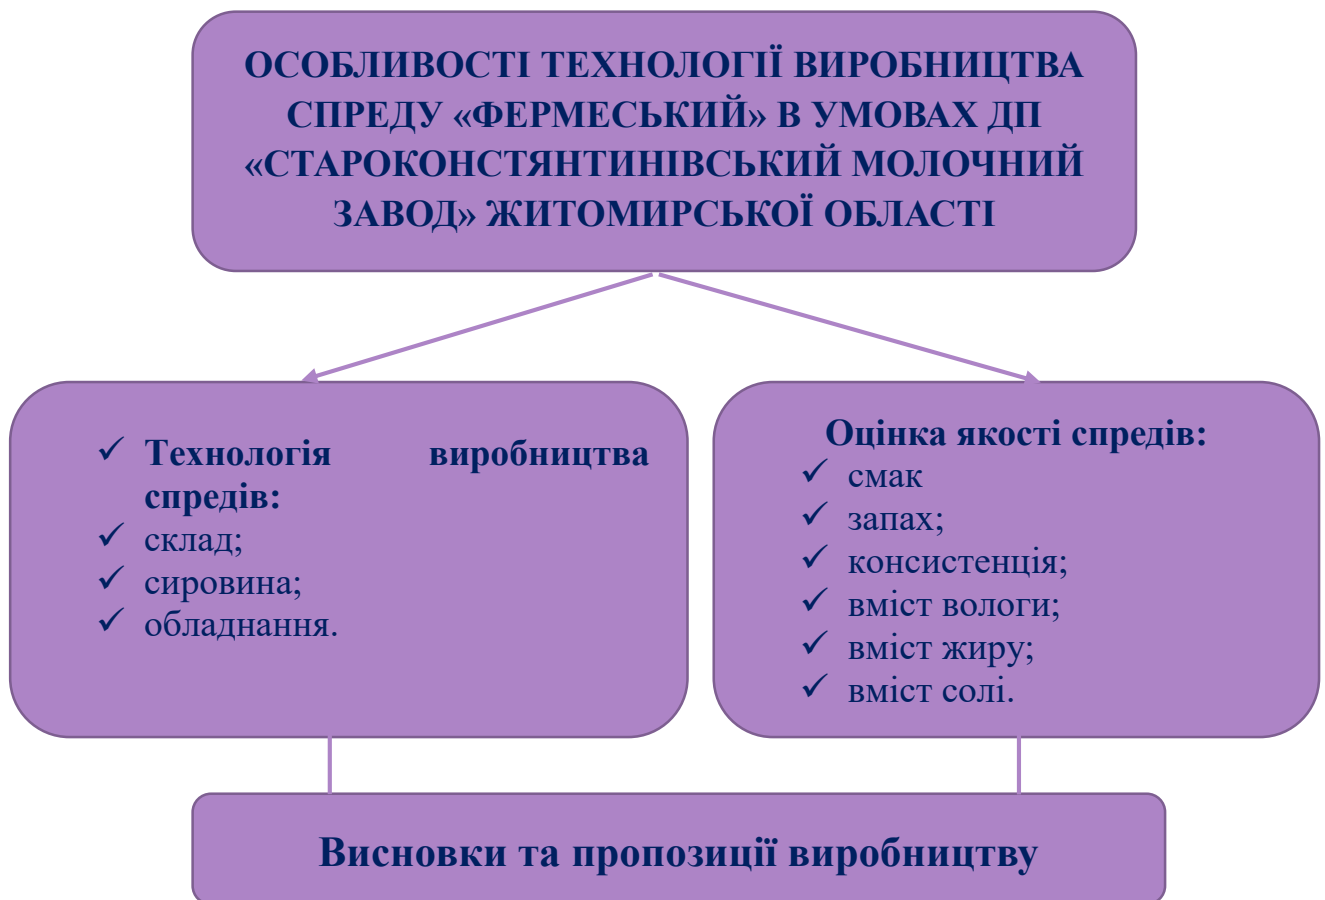 ОСОБЛИВОСТІ ТЕХНОЛОГІЇ ВИРОБНИЦТВА
СПРЕДУ «ФЕРМЕСЬКИЙ» В УМОВАХ ДП
«СТАРОКОНСТЯНТИНІВСЬКИЙ МОЛОЧНИЙ
ЗАВОД» ЖИТОМИРСЬКОЇ ОБЛАСТІ
✓ Технологія виробництва
спредів:
✓ склад;
✓ сировина;
✓ обладнання.
Оцінка якості спредів:
✓ смак
✓ запах;
✓ консистенція;
✓ вміст вологи;
✓ вміст жиру;
✓ вміст солі.
Висновки та пропозиції виробництву